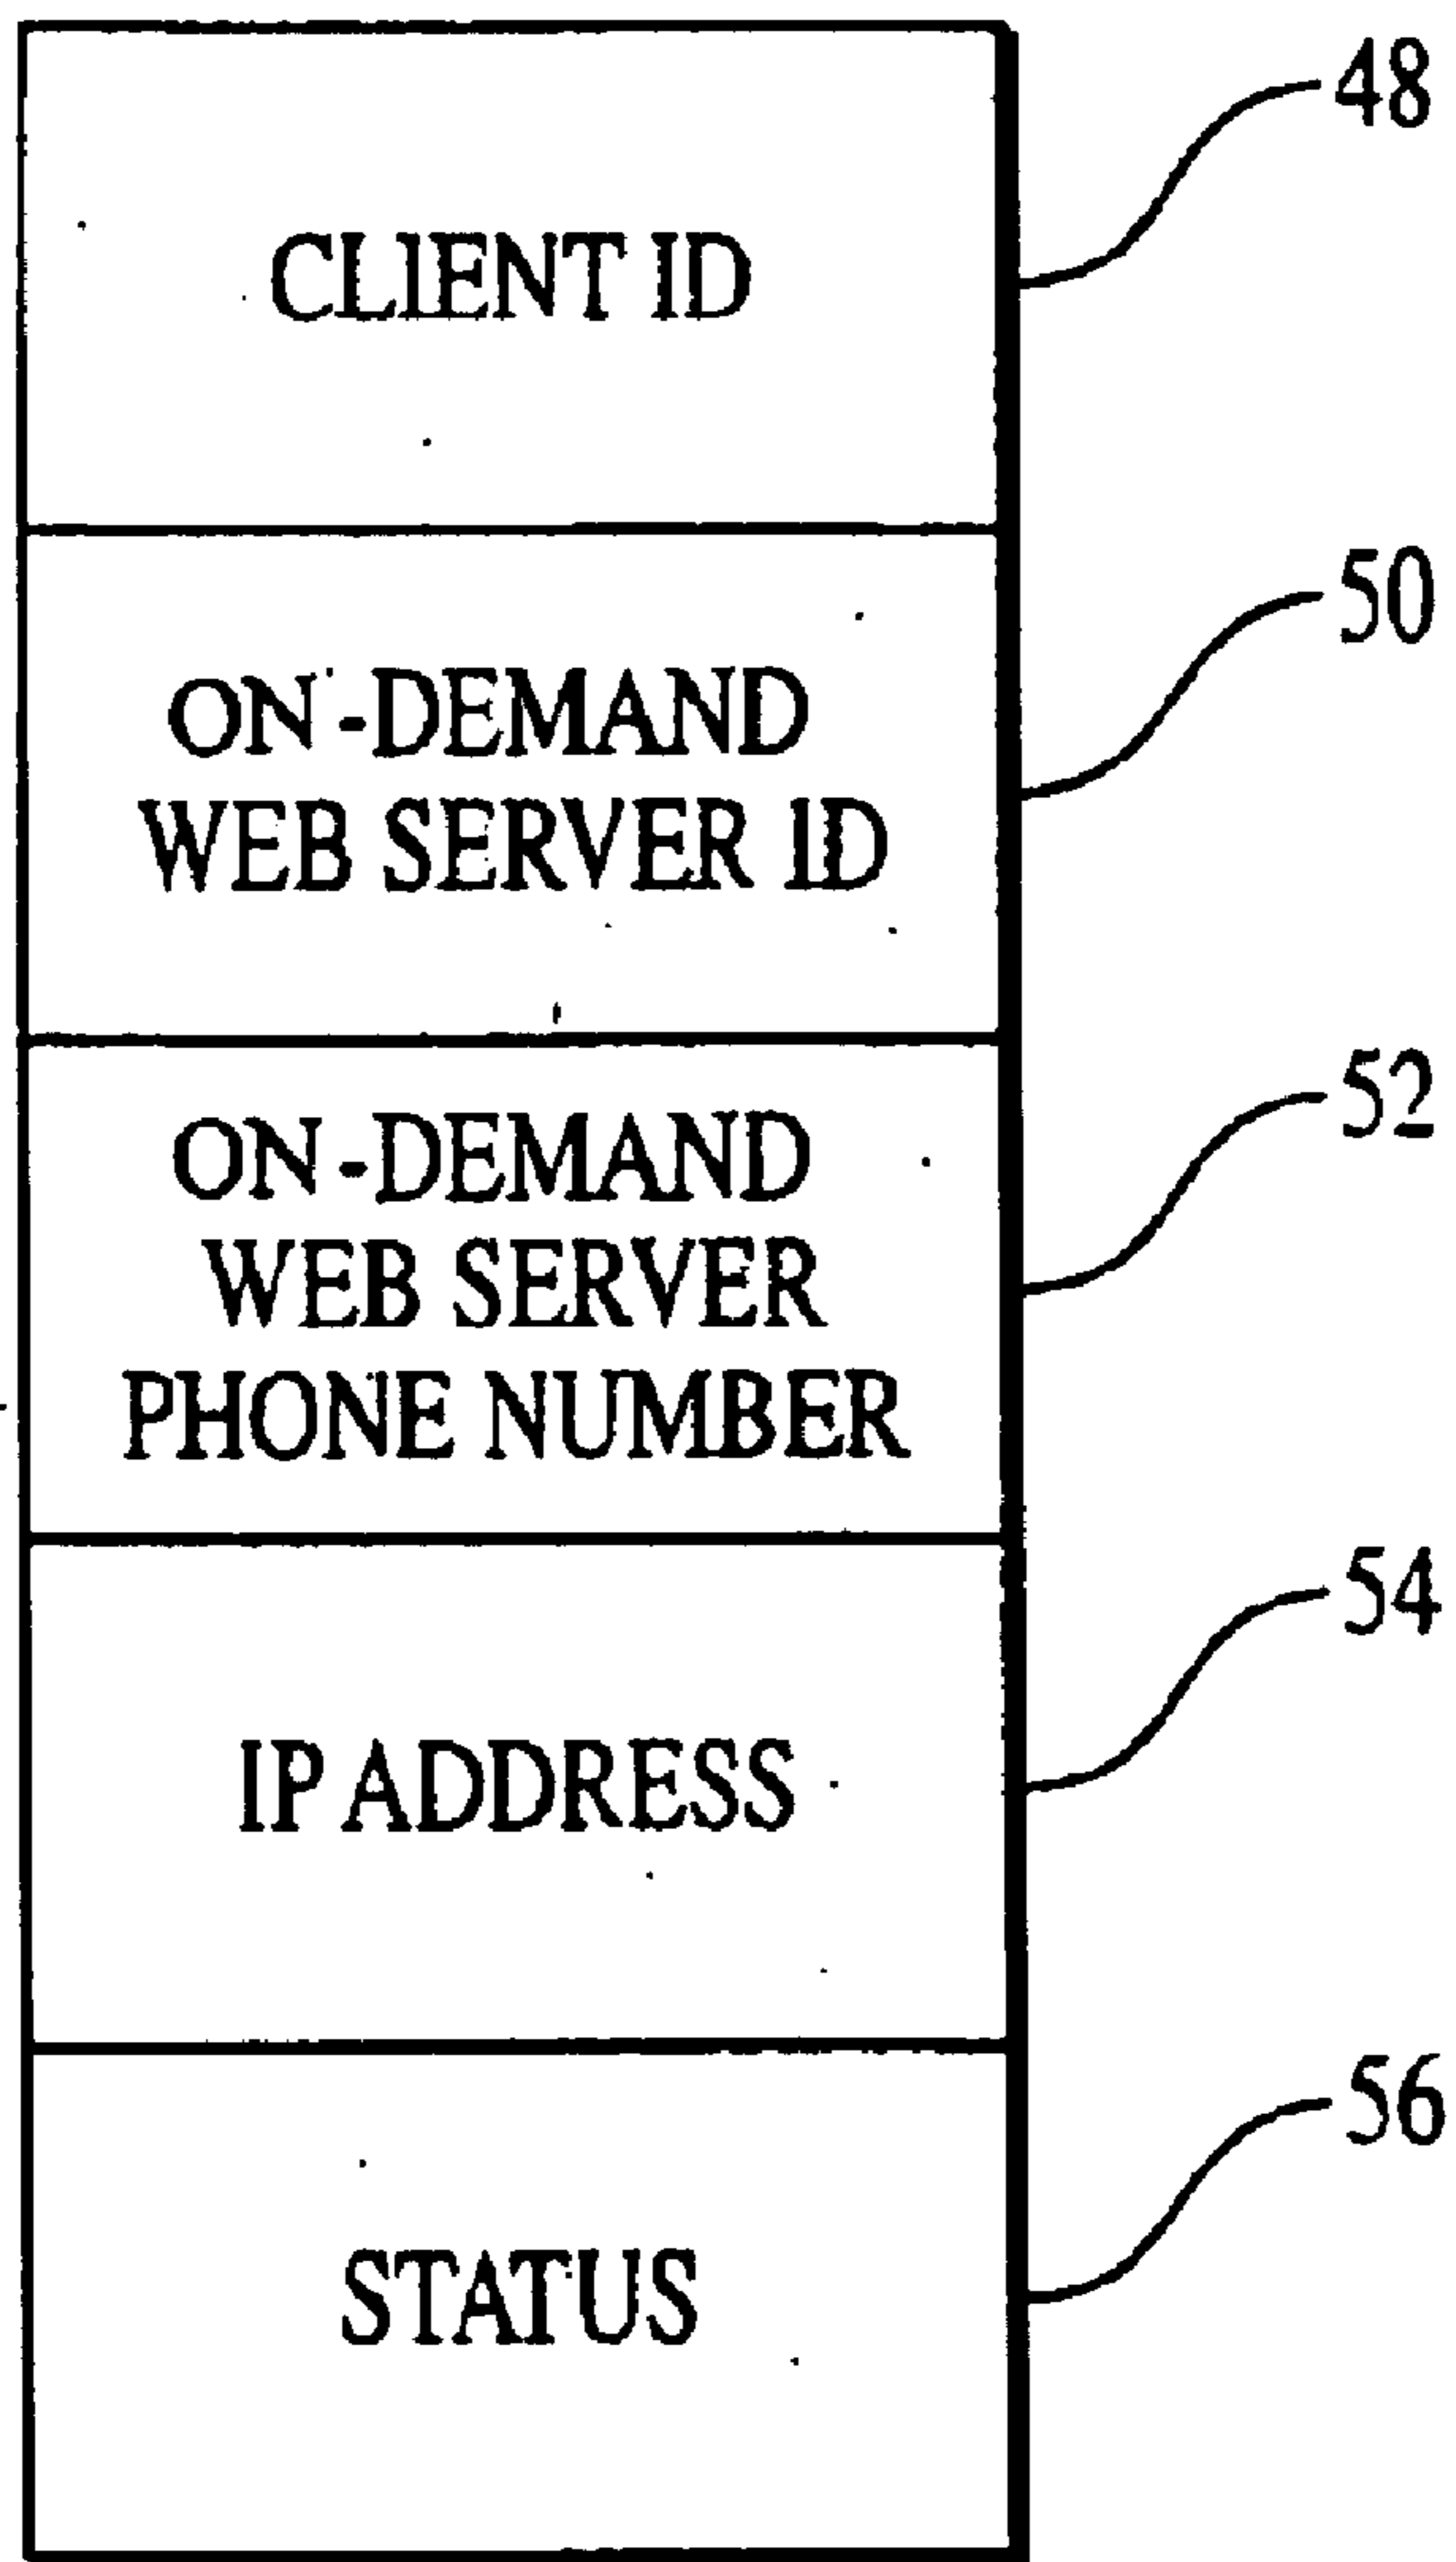 48
CLIENT ID
50
ON-DEMAND
WEB SERVER ID
52
ON-DEMAND
WEB SERVER
PHONE NUMBER
54
IP ADDRESS
56
STATUS